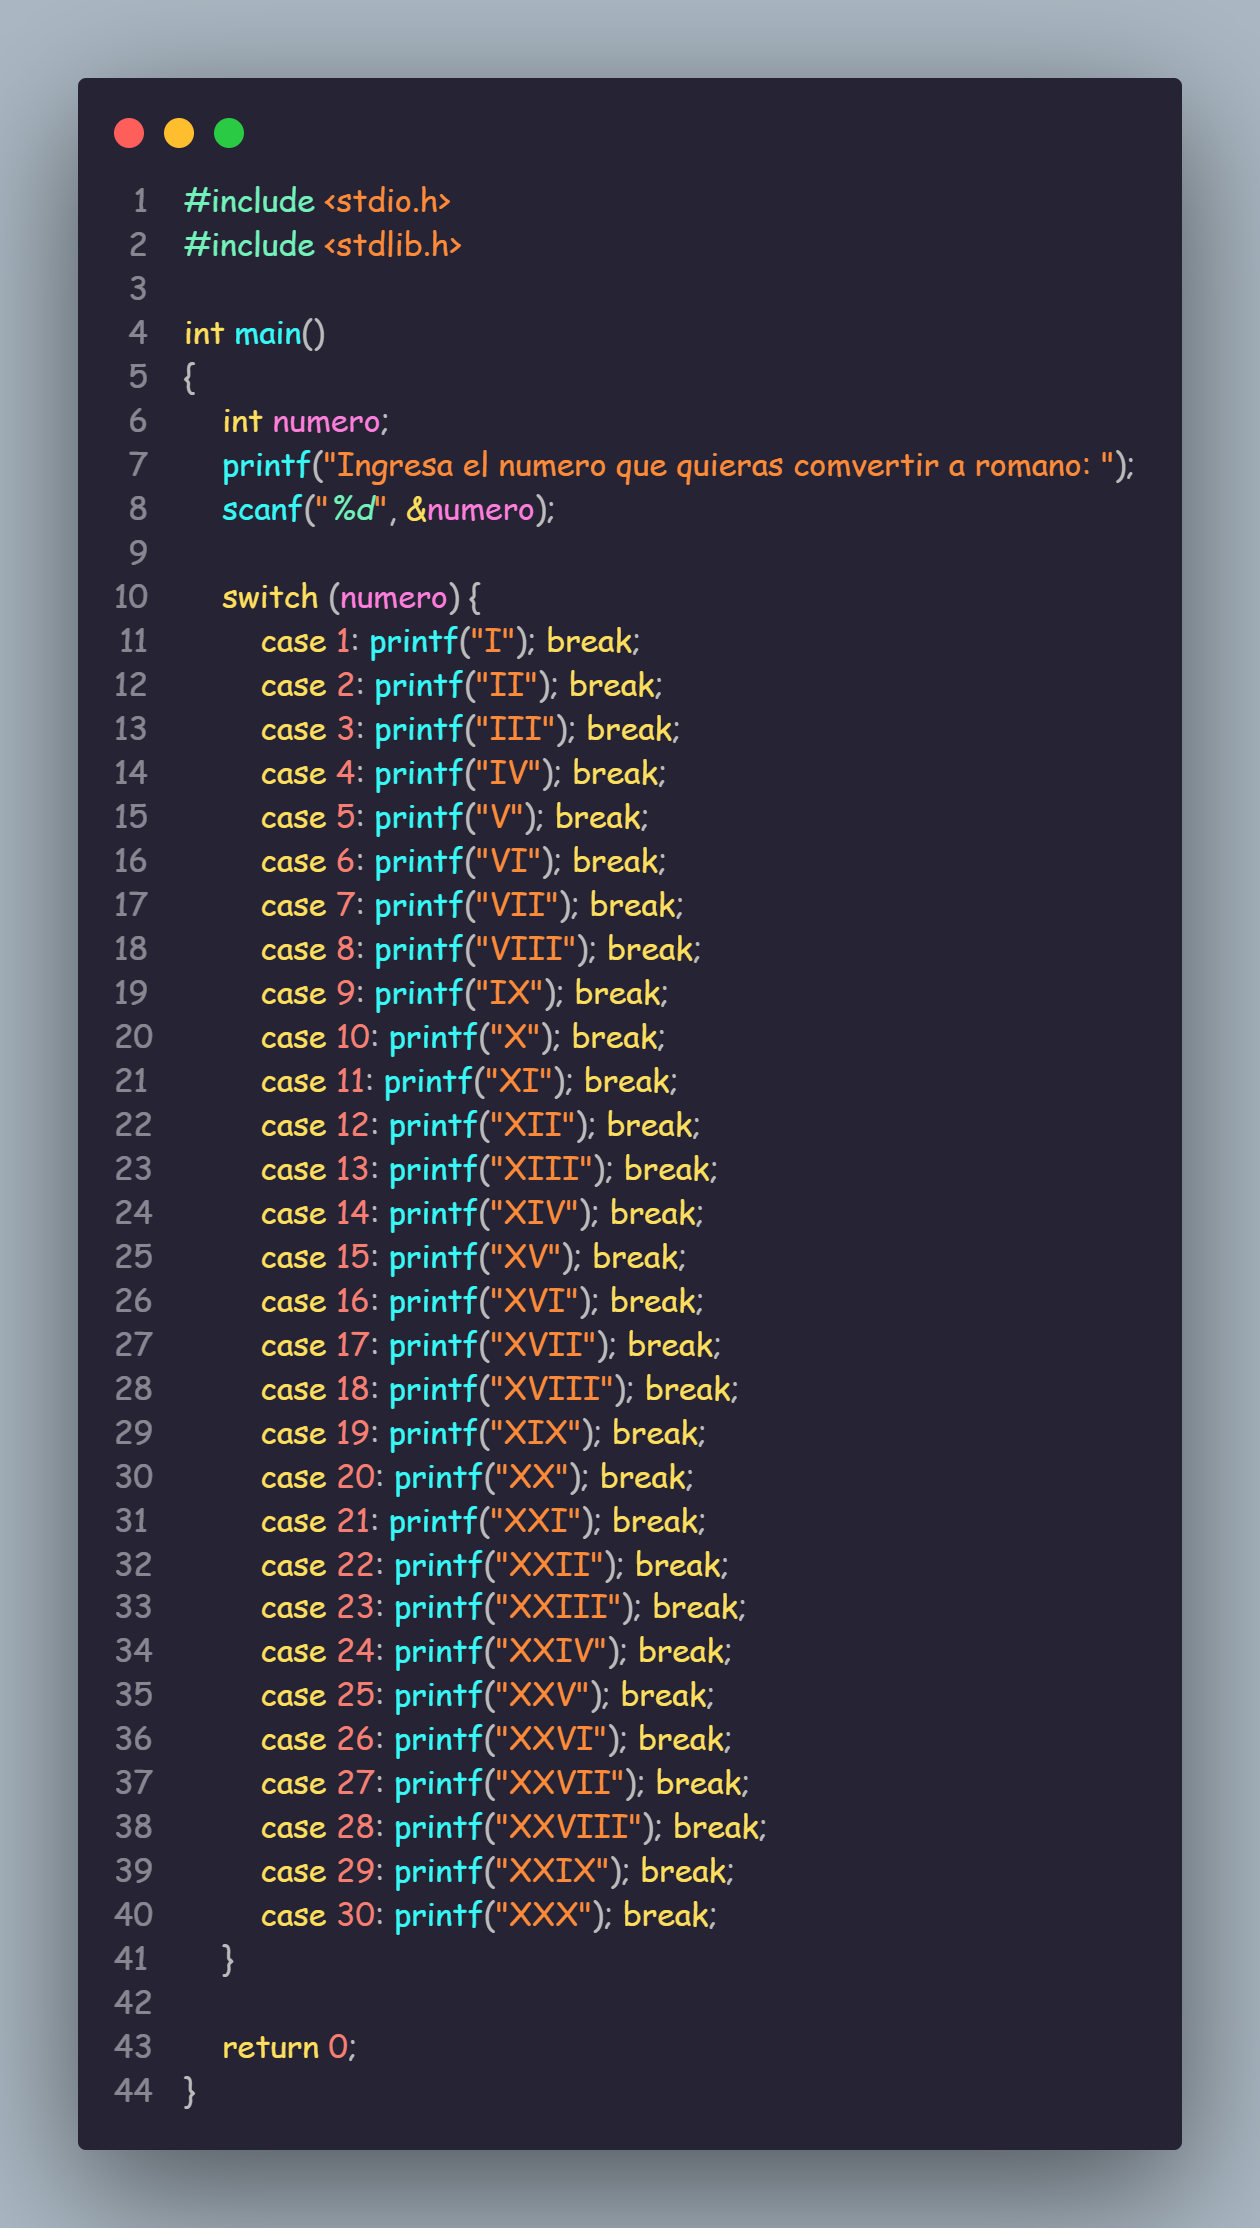 1 #include <stdio.h>
2 #include <stdlib.h>
3
4 int main()
5 {
6 int numero;
7 printf("Ingresa el numero que quieras comvertir a romano: ");
8 scanf("%d", &numero);
9
10 switch (numero) {
11 case 1: printf("I"); break;
12 case 2: printf("II"); break;
13 case 3: printf("III"); break;
14 case 4: printf("IV"); break;
15 case 5: printf("V"); break;
16 case 6: printf("VI"); break;
17 case 7: printf("VII"); break;
18 case 8: printf("VIII"); break;
19 case 9: printf("IX"); break;
20 case 10: printf("X"); break;
21 case 11: printf("XI"); break;
22 case 12: printf("XII"); break;
23 case 13: printf("XIII"); break;
24 case 14: printf("XIV"); break;
25 case 15: printf("XV"); break;
26 case 16: printf("XVI"); break;
27 case 17: printf("XVII"); break;
28 case 18: printf("XVIII"); break;
29 case 19: printf("XIX"); break;
30 case 20: printf("XX"); break;
31 case 21: printf("XXI"); break;
32 case 22: printf("XXII"); break;
33 case 23: printf("XXIII"); break;
34 case 24: printf("XXIV"); break;
35 case 25: printf("XXV"); break;
36 case 26: printf("XXVI"); break;
37 case 27: printf("XXVII"); break;
38 case 28: printf("XXVIII"); break;
39 case 29: printf("XXIX"); break;
40 case 30: printf("XXX"); break;
41 }
42
43 return 0;
44 }